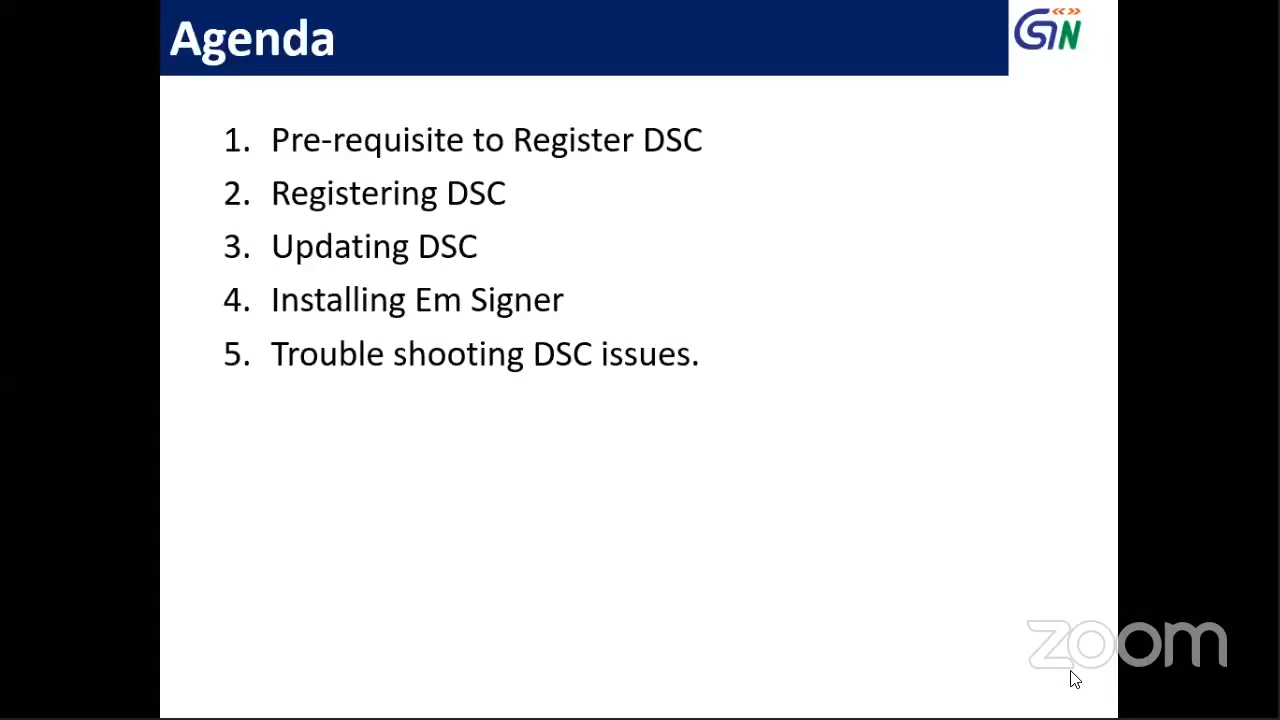 Agenda
GSTN
1. Pre-requisite to Register DSC
2. Registering DSC
3. Updating DSC
4. Installing Em Signer
5. Trouble shooting DSC issues.
zoom